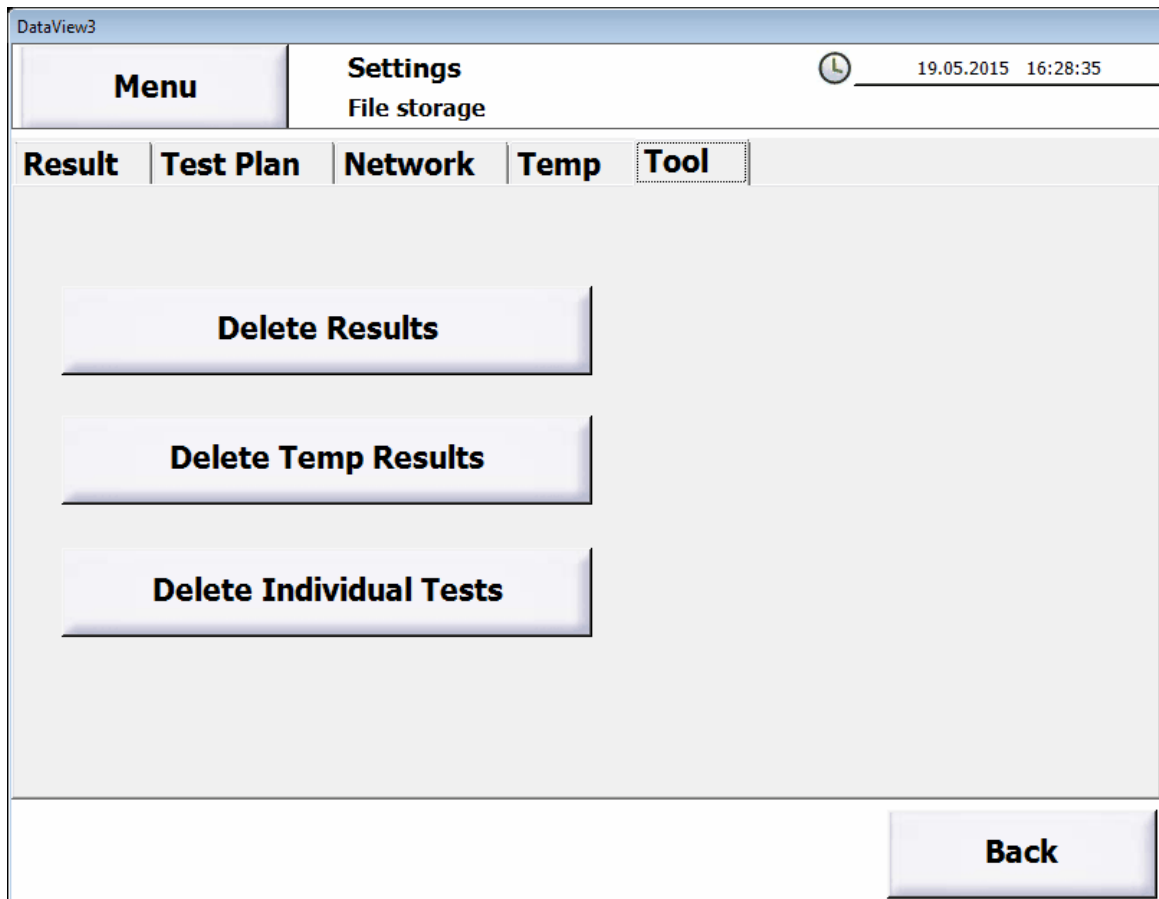 DataView3
Menu
Settings
File storage
19.05.2015 16:28:35
Result Test Plan Network Temp Tool
Delete Results
Delete Temp Results
Delete Individual Tests
Back